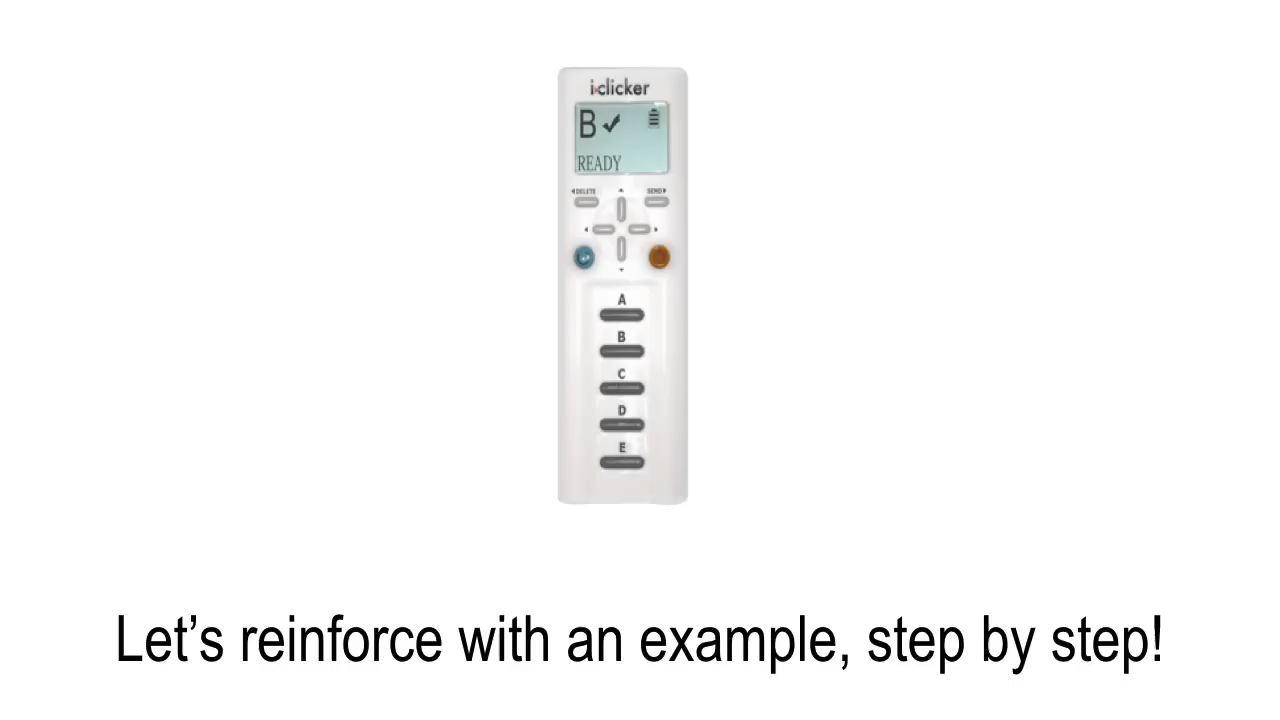 i>clicker
B✓
READY
◀DELETE ▲ SEND▶
◀ ▶
▼
A
B
C
D
E
Let’s reinforce with an example, step by step!